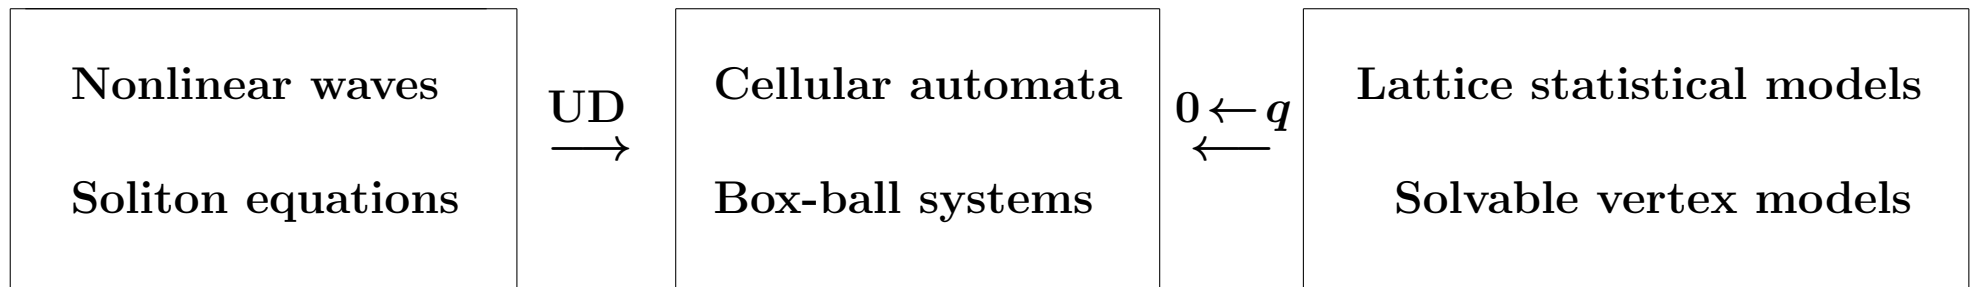 Nonlinear waves
Soliton equations
UD
⟶
Cellular automata
Box-ball systems
0←q
⟵
Lattice statistical models
Solvable vertex models